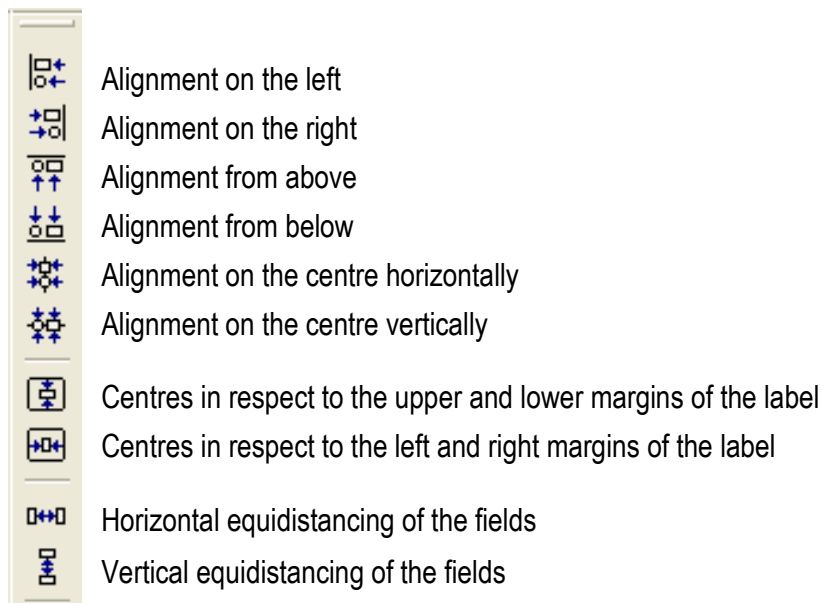 Alignment on the left
Alignment on the right
Alignment from above
Alignment from below
Alignment on the centre horizontally
Alignment on the centre vertically
Centres in respect to the upper and lower margins of the label
Centres in respect to the left and right margins of the label
Horizontal equidistancing of the fields
Vertical equidistancing of the fields